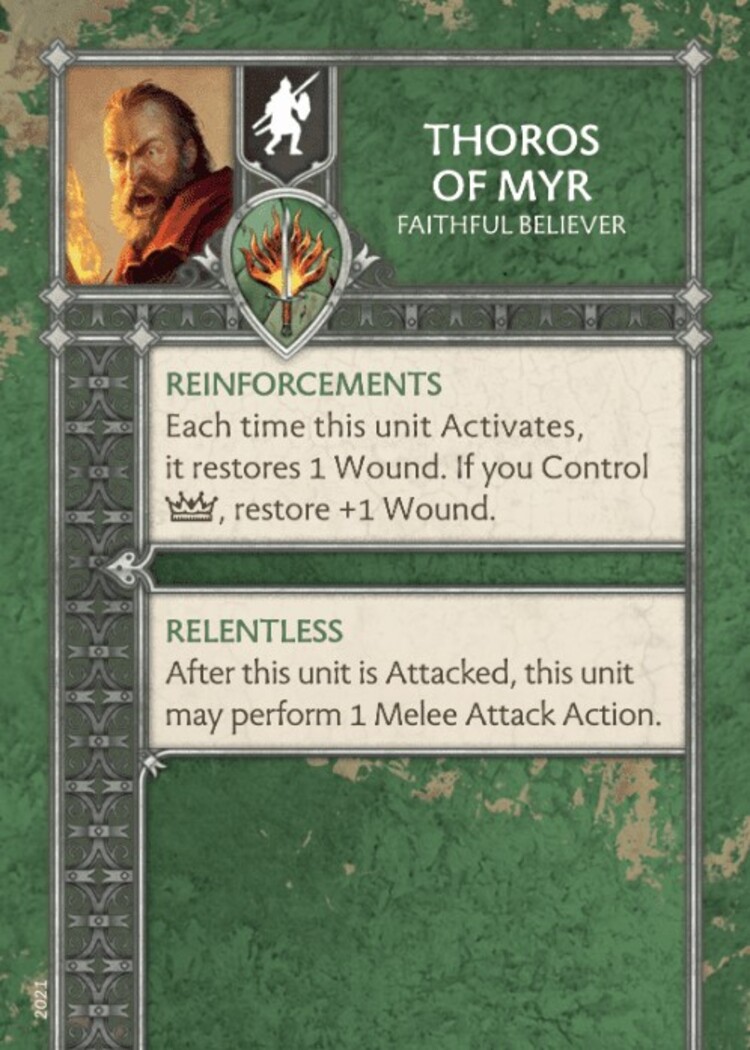 THOROS
OF MYR
FAITHFUL BELIEVER
REINFORCEMENTS
Each time this unit Activates,
it restores 1 Wound. If you Control
, restore +1 Wound.
RELENTLESS
After this unit is Attacked, this unit
may perform 1 Melee Attack Action.
2021